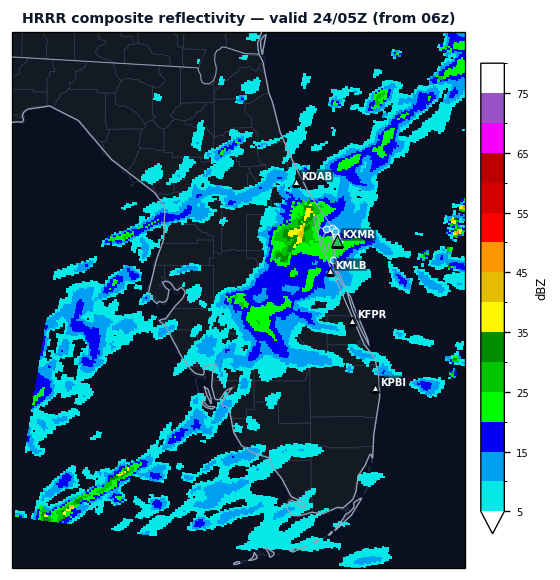 HRRR composite reflectivity — valid 24/05Z (from 06z)
KDAB
KXMR
KMLB
KFPR
KPBI
75
65
55
45
35
25
15
5
dBZ